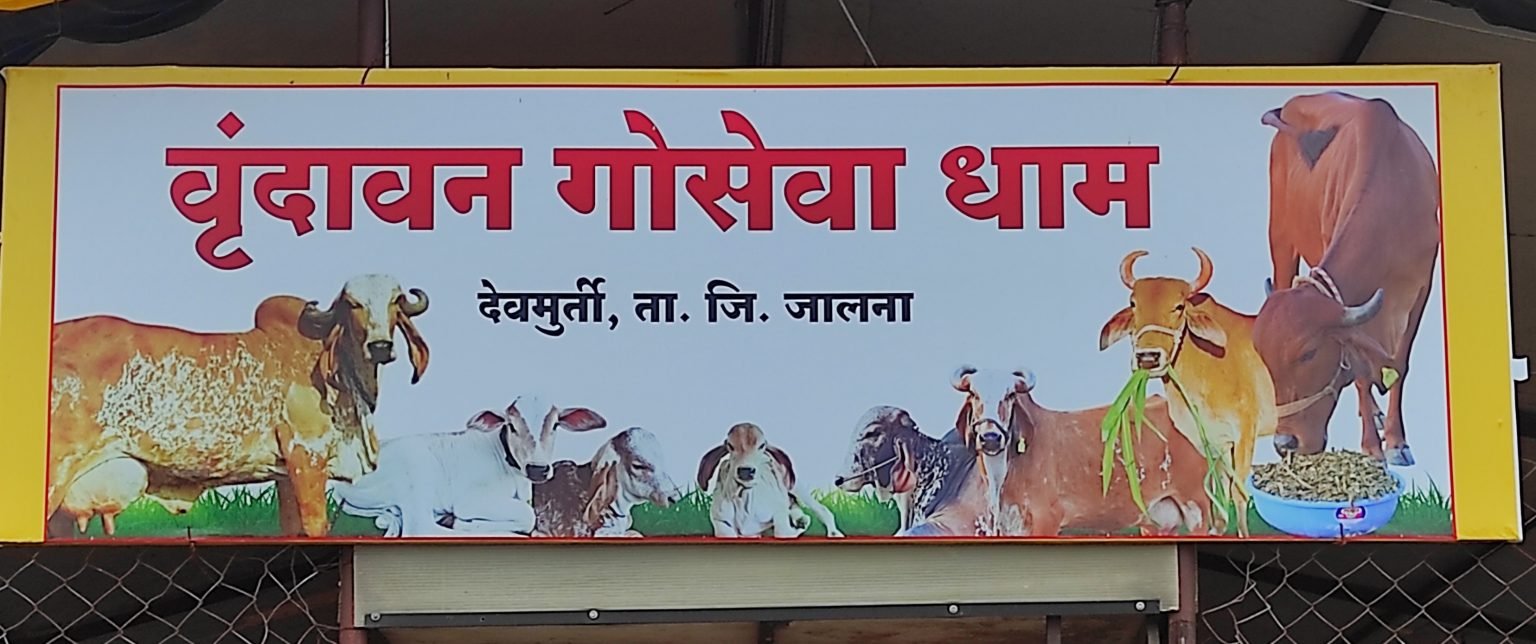 वृंदावन गोसेवा धाम
देवमुर्ती, ता. जि. जालना